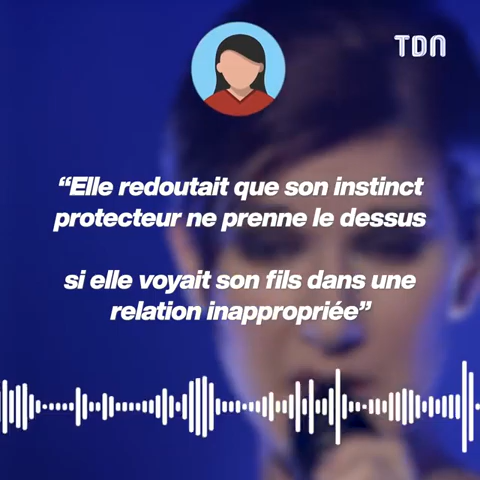 TDN
“Elle redoutait que son instinct
protecteur ne prenne le dessus
si elle voyait son fils dans une
relation inappropriée”